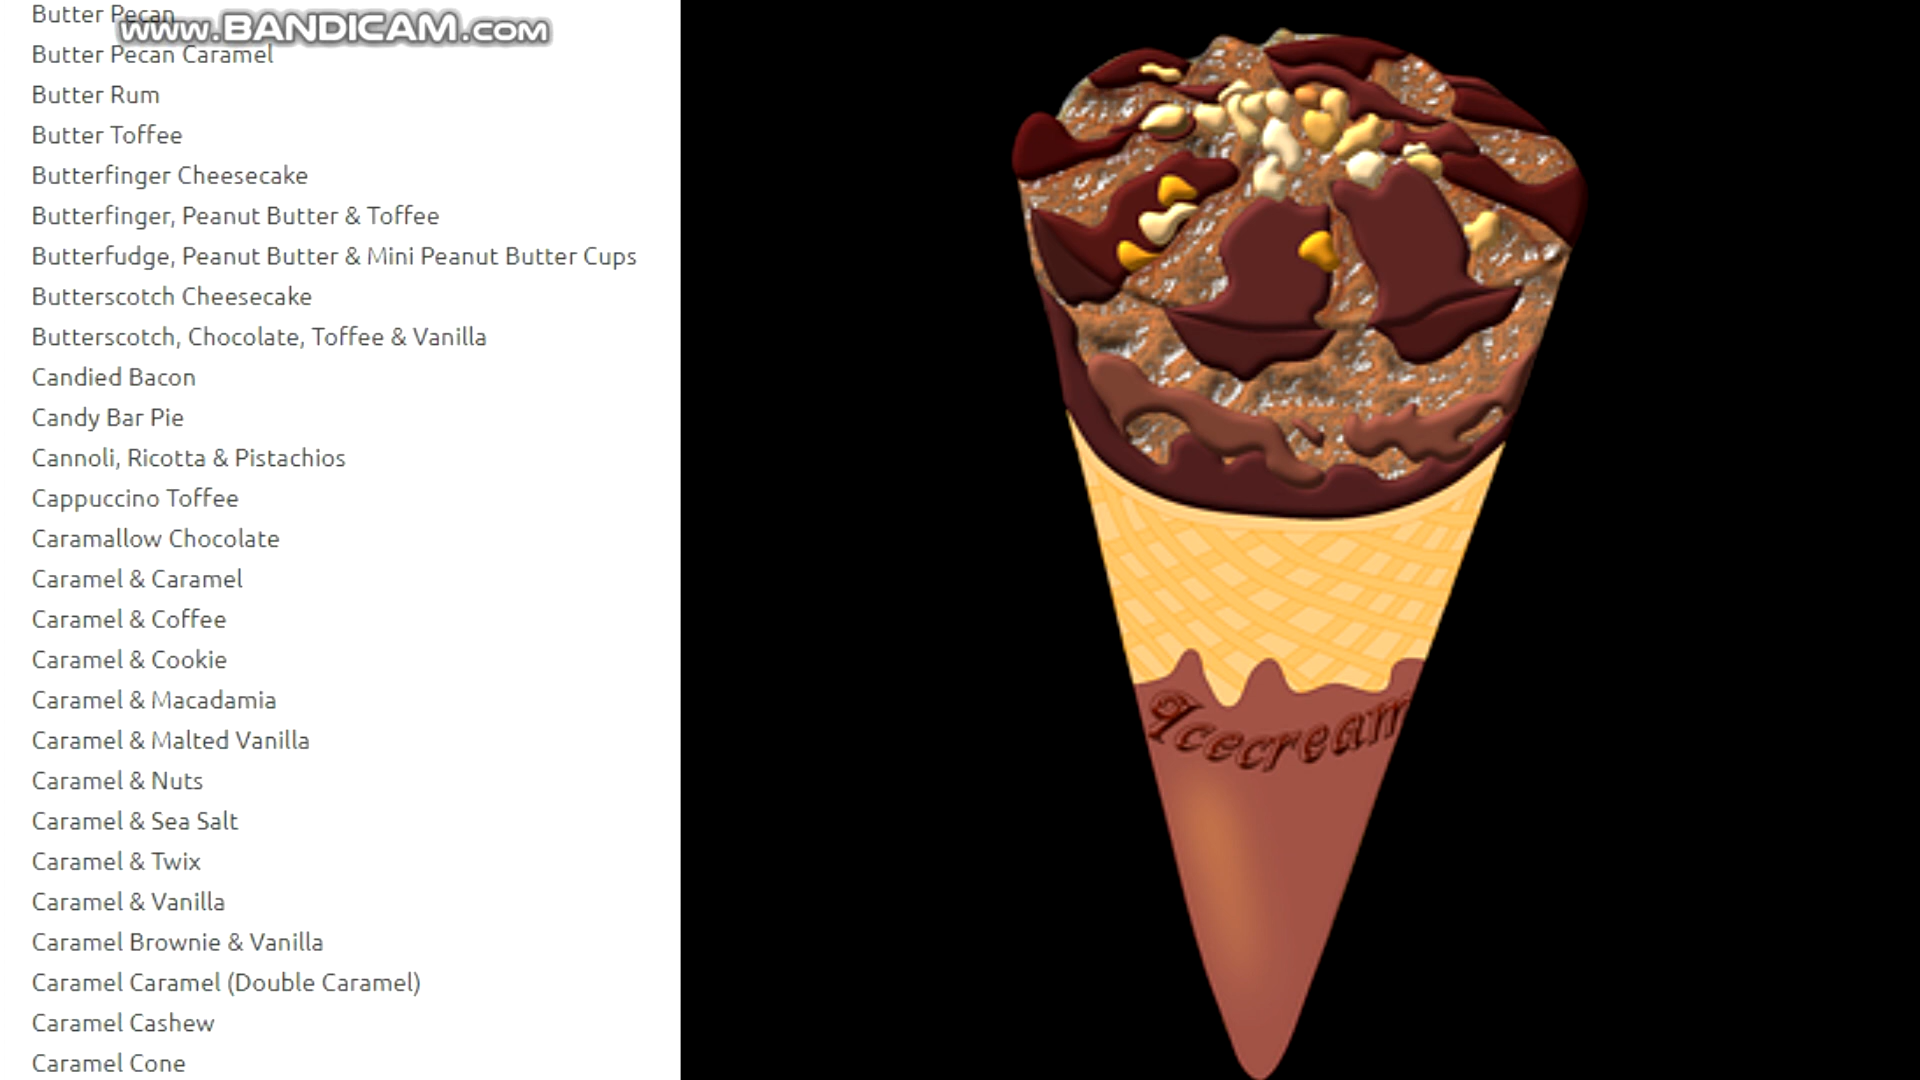 Butter Pecan
www.BANDICAM.com
Butter Pecan Caramel
Butter Rum
Butter Toffee
Butterfinger Cheesecake
Butterfinger, Peanut Butter & Toffee
Butterfudge, Peanut Butter & Mini Peanut Butter Cups
Butterscotch Cheesecake
Butterscotch, Chocolate, Toffee & Vanilla
Candied Bacon
Candy Bar Pie
Cannoli, Ricotta & Pistachios
Cappuccino Toffee
Caramallow Chocolate
Caramel & Caramel
Caramel & Coffee
Caramel & Cookie
Caramel & Macadamia
Caramel & Malted Vanilla
Caramel & Nuts
Caramel & Sea Salt
Caramel & Twix
Caramel & Vanilla
Caramel Brownie & Vanilla
Caramel Caramel (Double Caramel)
Caramel Cashew
Caramel Cone
Icecream